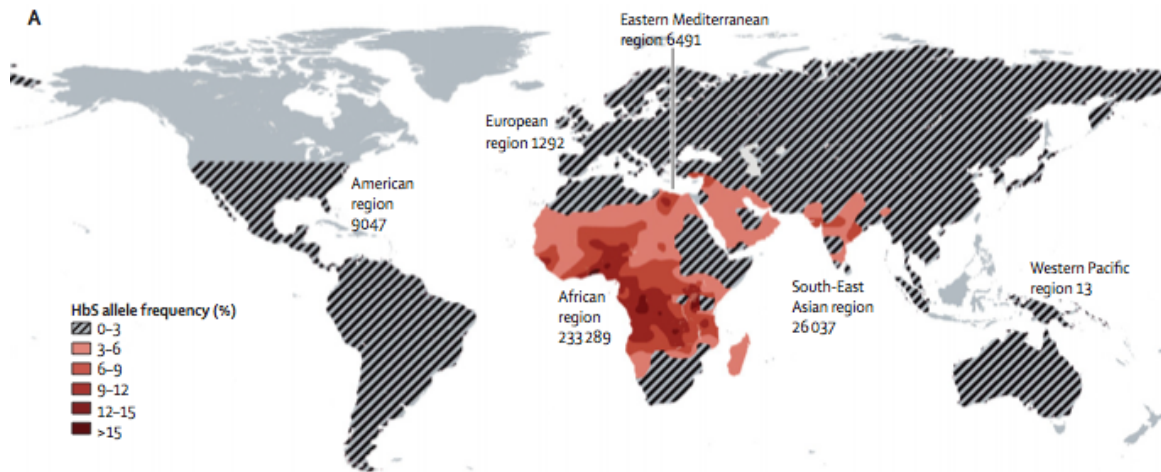 A
Eastern Mediterranean
region 6491
European
region 1292
American
region
9047
African
region
233 289
South-East
Asian region
26 037
Western Pacific
region 13
HbS allele frequency (%)
0–3
3–6
6–9
9–12
12–15
>15